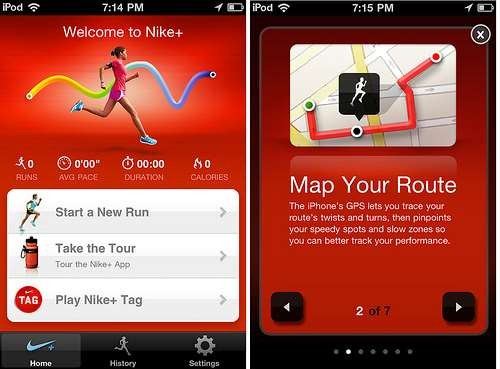 iPod 7:14 PM
Welcome to Nike+
0 0'00" 00:00 0
RUNS AVG PACE DURATION CALORIES
Start a New Run
Take the Tour
Tour the Nike+ App
TAG
Play Nike+ Tag
Home History Settings
iPod 7:15 PM
Map Your Route
The iPhone's GPS lets you trace your
route's twists and turns, then pinpoints
your speedy spots and slow zones so
you can better track your performance.
2 of 7